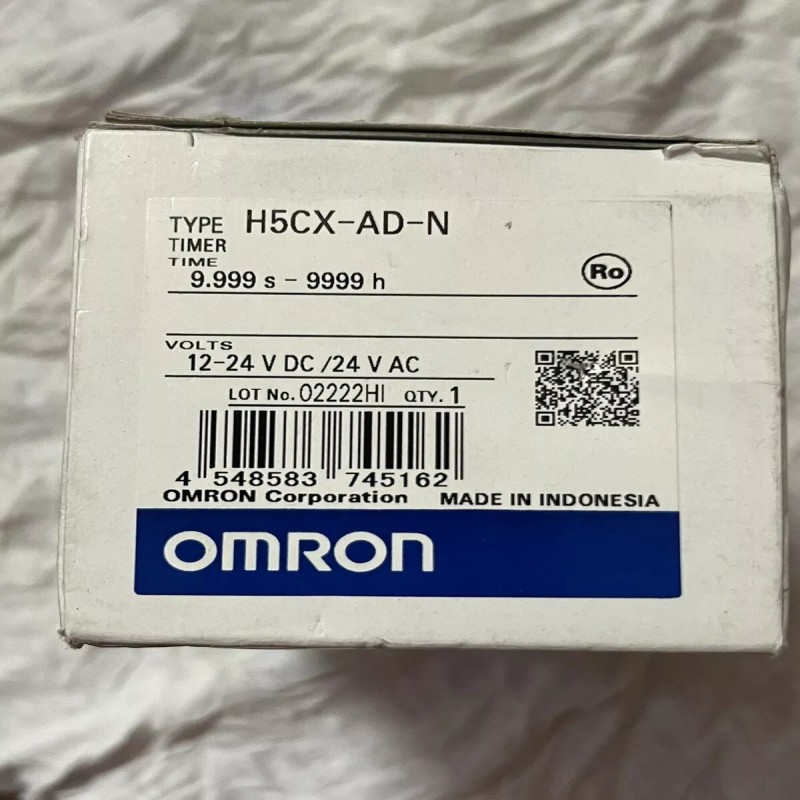 TYPE H5CX-AD-N
TIMER
TIME
9.999 s - 9999 h
Ro
VOLTS
12-24 V DC /24 V AC
LOT No. 02222HI QTY. 1
4 548583 745162
OMRON Corporation MADE IN INDONESIA
OMRON